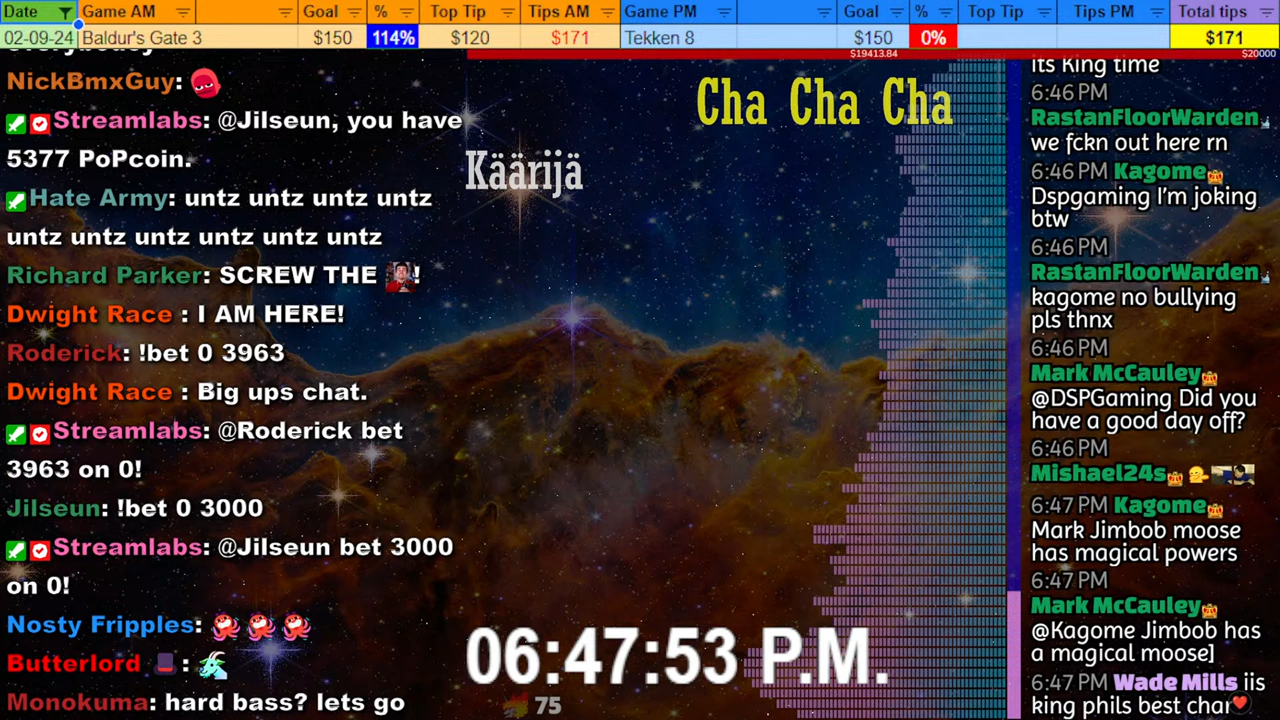 Date Game AM Goal % Top Tip Tips AM Game PM Goal % Top Tip Tips PM Total tips
02-09-24 Baldur's Gate 3 $150 114% $120 $171 Tekken 8 $150 0% $171
$19413.84 $20000
NickBmxGuy:
Streamlabs: @Jilseun, you have
5377 PoPcoin.
Hate Army: untz untz untz untz
untz untz untz untz untz untz
Richard Parker: SCREW THE !
Dwight Race : I AM HERE!
Roderick: !bet 0 3963
Dwight Race : Big ups chat.
Streamlabs: @Roderick bet
3963 on 0!
Jilseun: !bet 0 3000
Streamlabs: @Jilseun bet 3000
on 0!
Nosty Fripples:
Butterlord :
Monokuma: hard bass? lets go
Cha Cha Cha
Käärijä
06:47:53 P.M.
75
its King time
6:46 PM
RastanFloorWarden
we fckn out here rn
6:46 PM Kagome
Dspgaming I'm joking
btw
6:46 PM
RastanFloorWarden
kagome no bullying
pls thnx
6:46 PM
Mark McCauley
@DSPGaming Did you
have a good day off?
6:46 PM
Mishael24s
6:47 PM Kagome
Mark Jimbob moose
has magical powers
6:47 PM
Mark McCauley
@Kagome Jimbob has
a magical moose]
6:47 PM Wade Mills iis
king phils best char